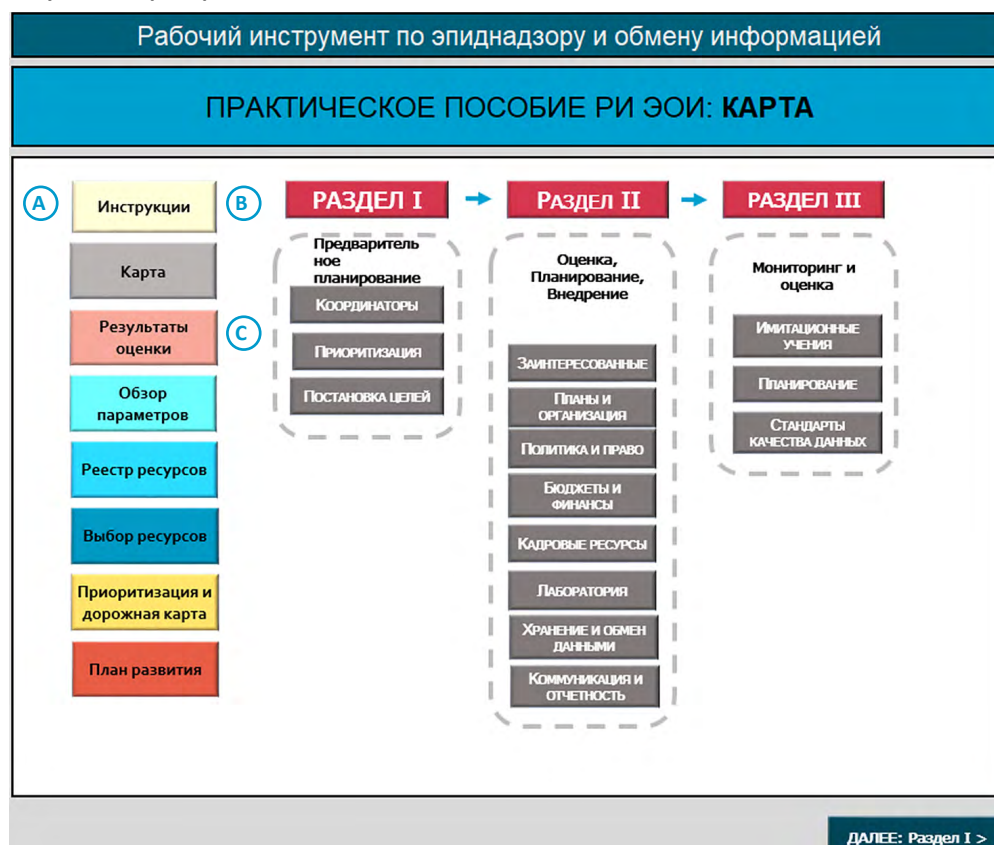 Рабочий инструмент по эпиднадзору и обмену информацией
ПРАКТИЧЕСКОЕ ПОСОБИЕ РИ ЭОИ: КАРТА
A
Инструкции
Карта
Результаты
оценки
Обзор
параметров
Реестр ресурсов
Выбор ресурсов
Приоритизация и
дорожная карта
План развития
B
РАЗДЕЛ I
C
Предваритель
ное
планирование
КООРДИНАТОРЫ
ПРИОРИТИЗАЦИЯ
ПОСТАНОВКА ЦЕЛЕЙ
РАЗДЕЛ II
Оценка,
Планирование,
Внедрение
ЗАИНТЕРЕСОВАННЫЕ
ПЛАНЫ И
ОРГАНИЗАЦИЯ
ПОЛИТИКА И ПРАВО
БЮДЖЕТЫ И
ФИНАНСЫ
КАДРОВЫЕ РЕСУРСЫ
ЛАБОРАТОРИЯ
ХРАНЕНИЕ И ОБМЕН
ДАННЫМИ
КОММУНИКАЦИЯ И
ОТЧЕТНОСТЬ
РАЗДЕЛ III
Мониторинг и
оценка
ИМИТАЦИОННЫЕ
УЧЕНИЯ
ПЛАНИРОВАНИЕ
СТАНДАРТЫ
КАЧЕСТВА ДАННЫХ
ДАЛЕЕ: Раздел I >